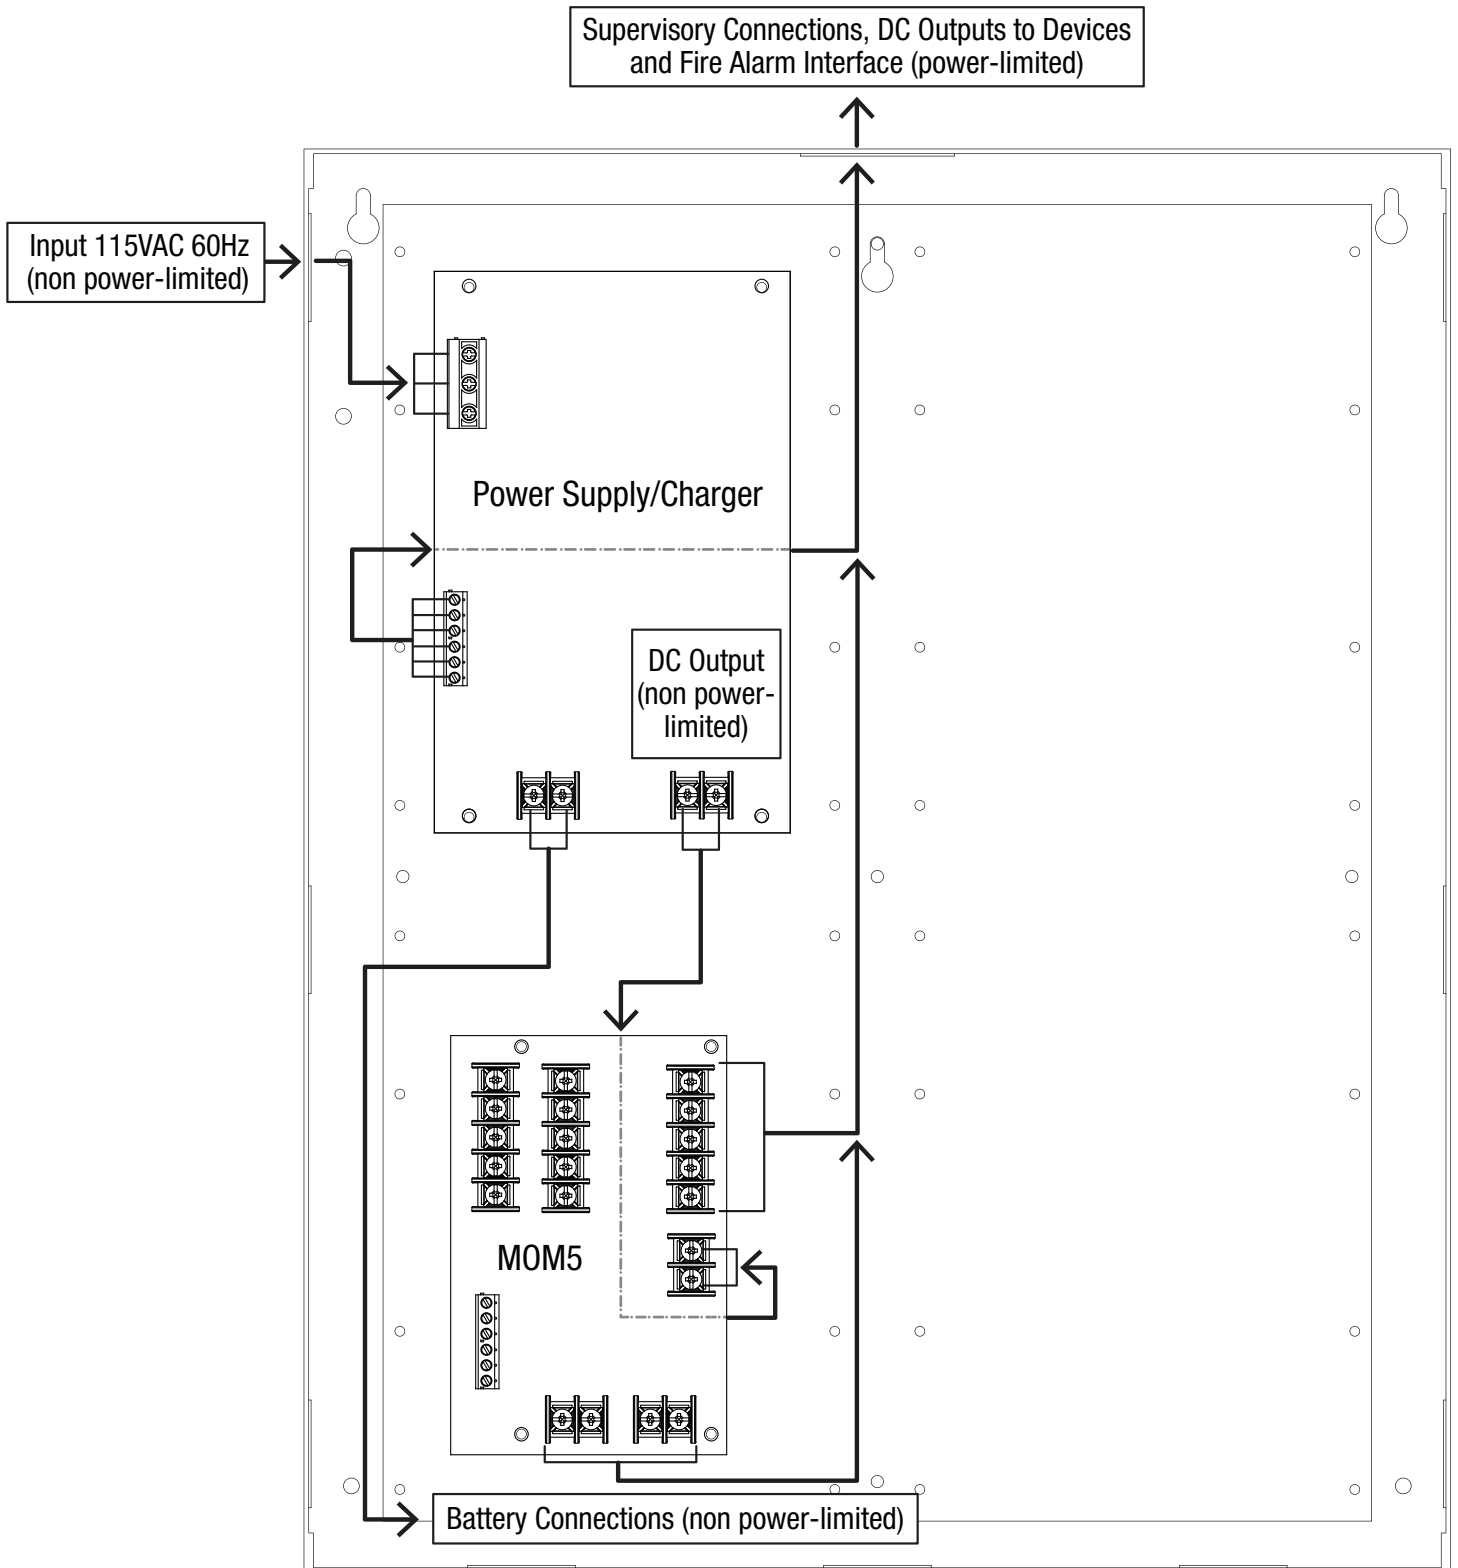 Supervisory Connections, DC Outputs to Devices
and Fire Alarm Interface (power-limited)
Input 115VAC 60Hz
(non power-limited)
Power Supply/Charger
DC Output
(non power-
limited)
MOM5
Battery Connections (non power-limited)